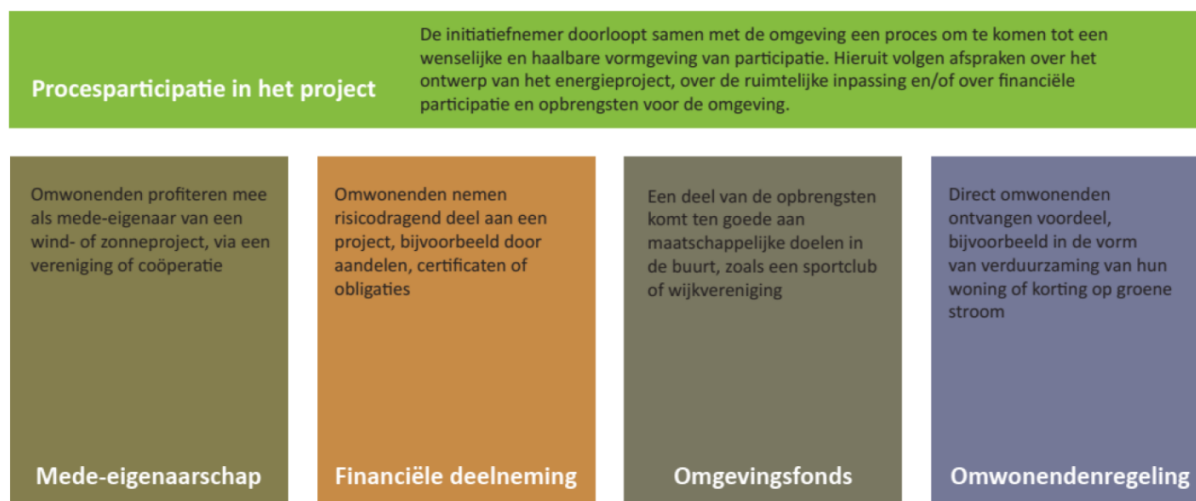 Procesparticipatie in het project
De initiatiefnemer doorloopt samen met de omgeving een proces om te komen tot een
wenselijke en haalbare vormgeving van participatie. Hieruit volgen afspraken over het
ontwerp van het energieproject, over de ruimtelijke inpassing en/of over financiële
participatie en opbrengsten voor de omgeving.
Omwonenden profiteren mee
als mede-eigenaar van een
wind- of zonneproject, via een
vereniging of coöperatie
Mede-eigenaarschap
Omwonenden nemen
risicodragend deel aan een
project, bijvoorbeeld door
aandelen, certificaten of
obligaties
Financiële deelneming
Een deel van de opbrengsten
komt ten goede aan
maatschappelijke doelen in
de buurt, zoals een sportclub
of wijkvereniging
Omgevingsfonds
Direct omwonenden
ontvangen voordeel,
bijvoorbeeld in de vorm
van verduurzaming van hun
woning of korting op groene
stroom
Omwonendenregeling